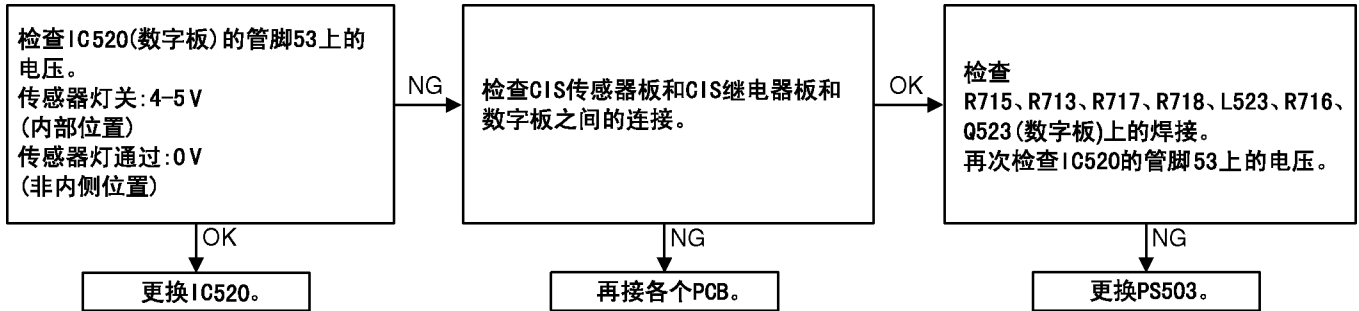 检查IC520(数字板)的管脚53上的
电压。
传感器灯关:4-5V
(内部位置)
传感器灯通过:0V
(非内侧位置)
NG
检查CIS传感器板和CIS继电器板和
数字板之间的连接。
OK
检查
R715、R713、R717、R718、L523、R716、
Q523(数字板)上的焊接。
再次检查IC520的管脚53上的电压。
OK
NG
NG
更换IC520。
再接各个PCB。
更换PS503。